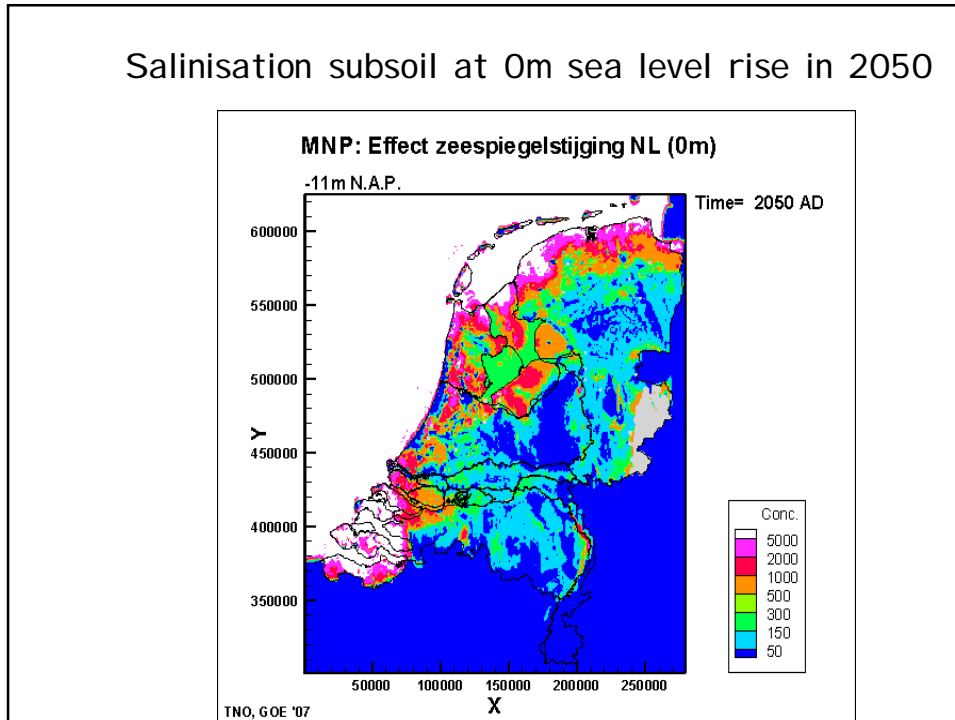 Salinisation subsoil at 0m sea level rise in 2050
MNP: Effect zeespiegelstijging NL (0m)
-11m N.A.P.
Time= 2050 AD
600000
550000
500000
450000
400000
350000
Y
50000 100000 150000 200000 250000
X
Conc.
5000
2000
1000
500
300
150
50
TNO, GOE '07